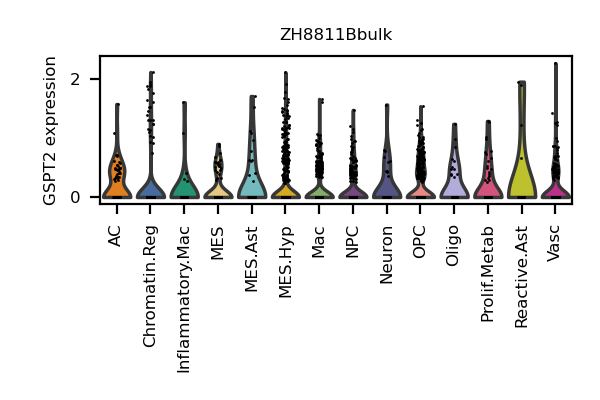 ZH8811Bbulk
GSPT2 expression
2
0
AC
Chromatin.Reg
Inflammatory.Mac
MES
MES.Ast
MES.Hyp
Mac
NPC
Neuron
OPC
Oligo
Prolif.Metab
Reactive.Ast
Vasc